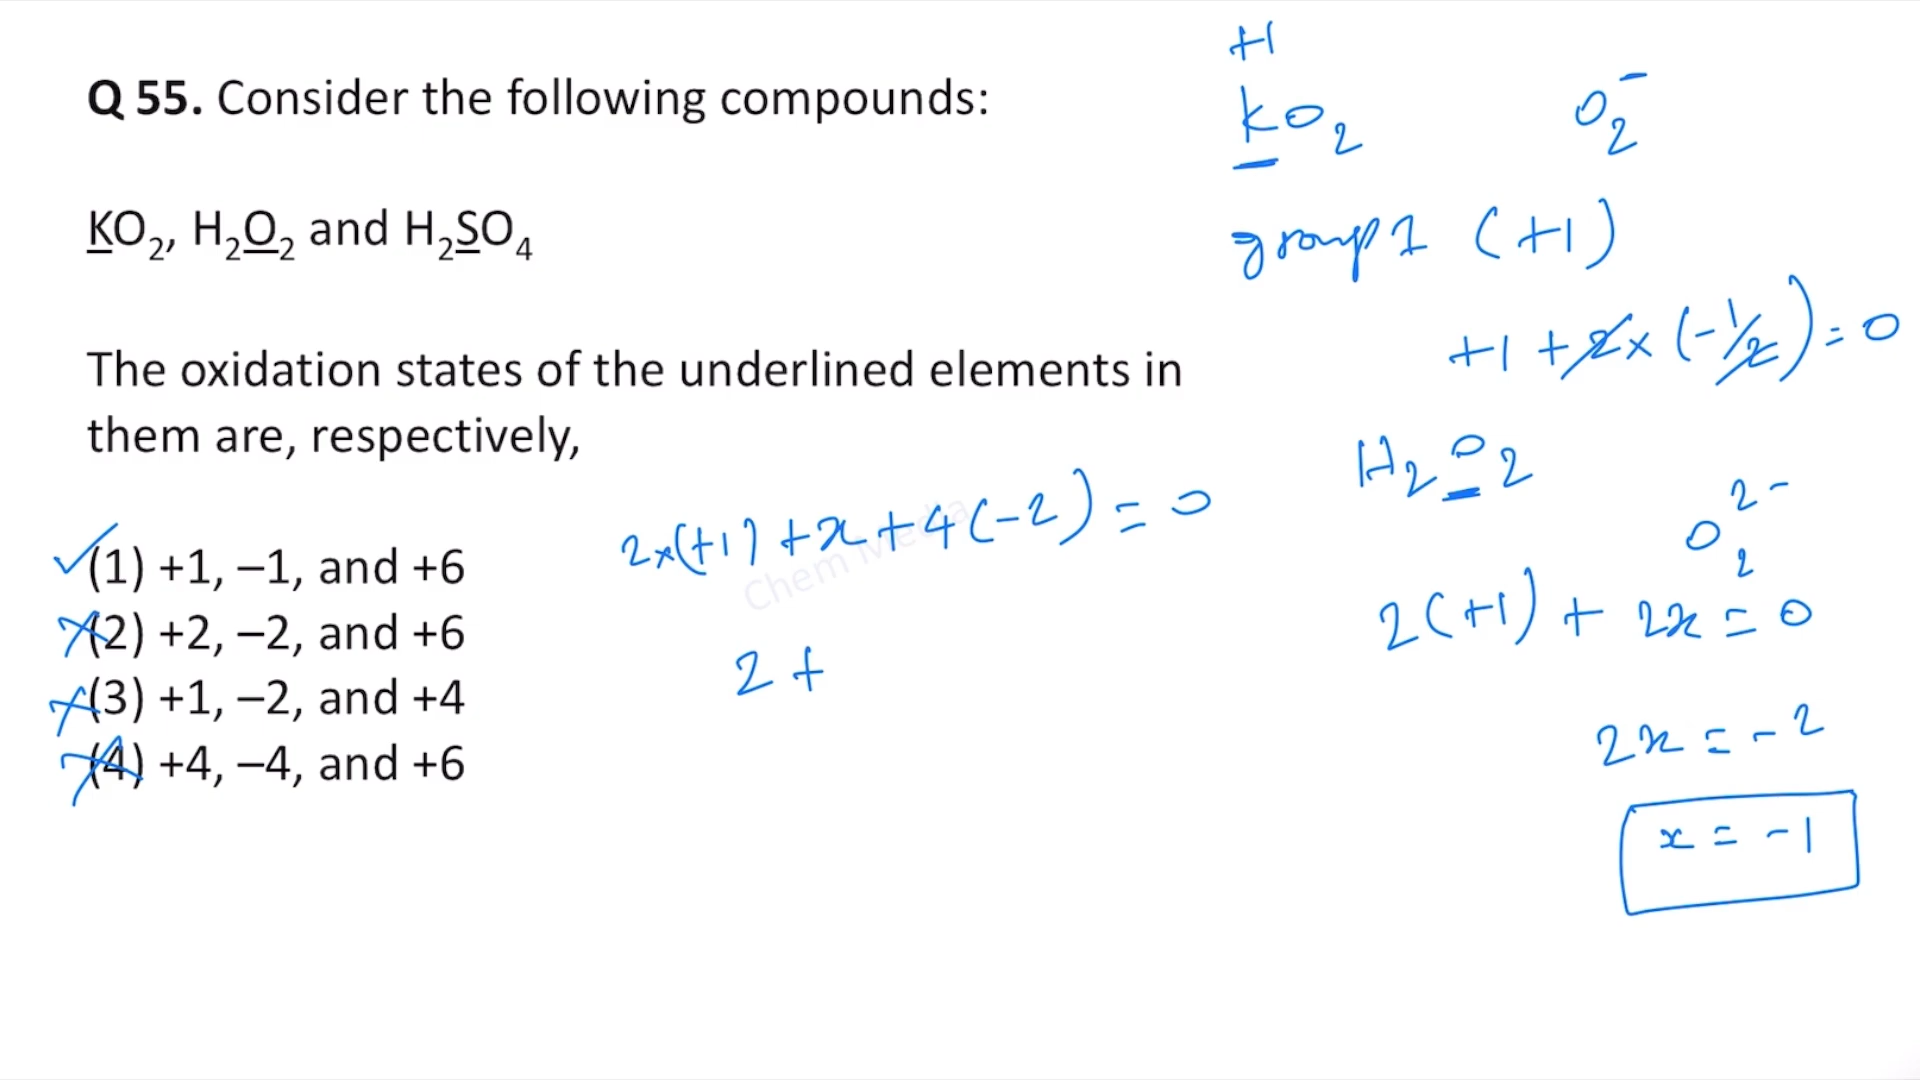 Q 55. Consider the following compounds:
KO₂, H₂O₂ and H₂SO₄
The oxidation states of the underlined elements in
them are, respectively,
✓(1) +1, –1, and +6
×(2) +2, –2, and +6
×(3) +1, –2, and +4
×(4) +4, –4, and +6
2×(+1) + x + 4(-2) = 0
2 +
Chem Media
+1
KO₂ O₂⁻
group 1 (+1)
+1 + 2×(-1/2) = 0
H₂O₂
O₂²⁻
2(+1) + 2x = 0
2x = -2
x = -1